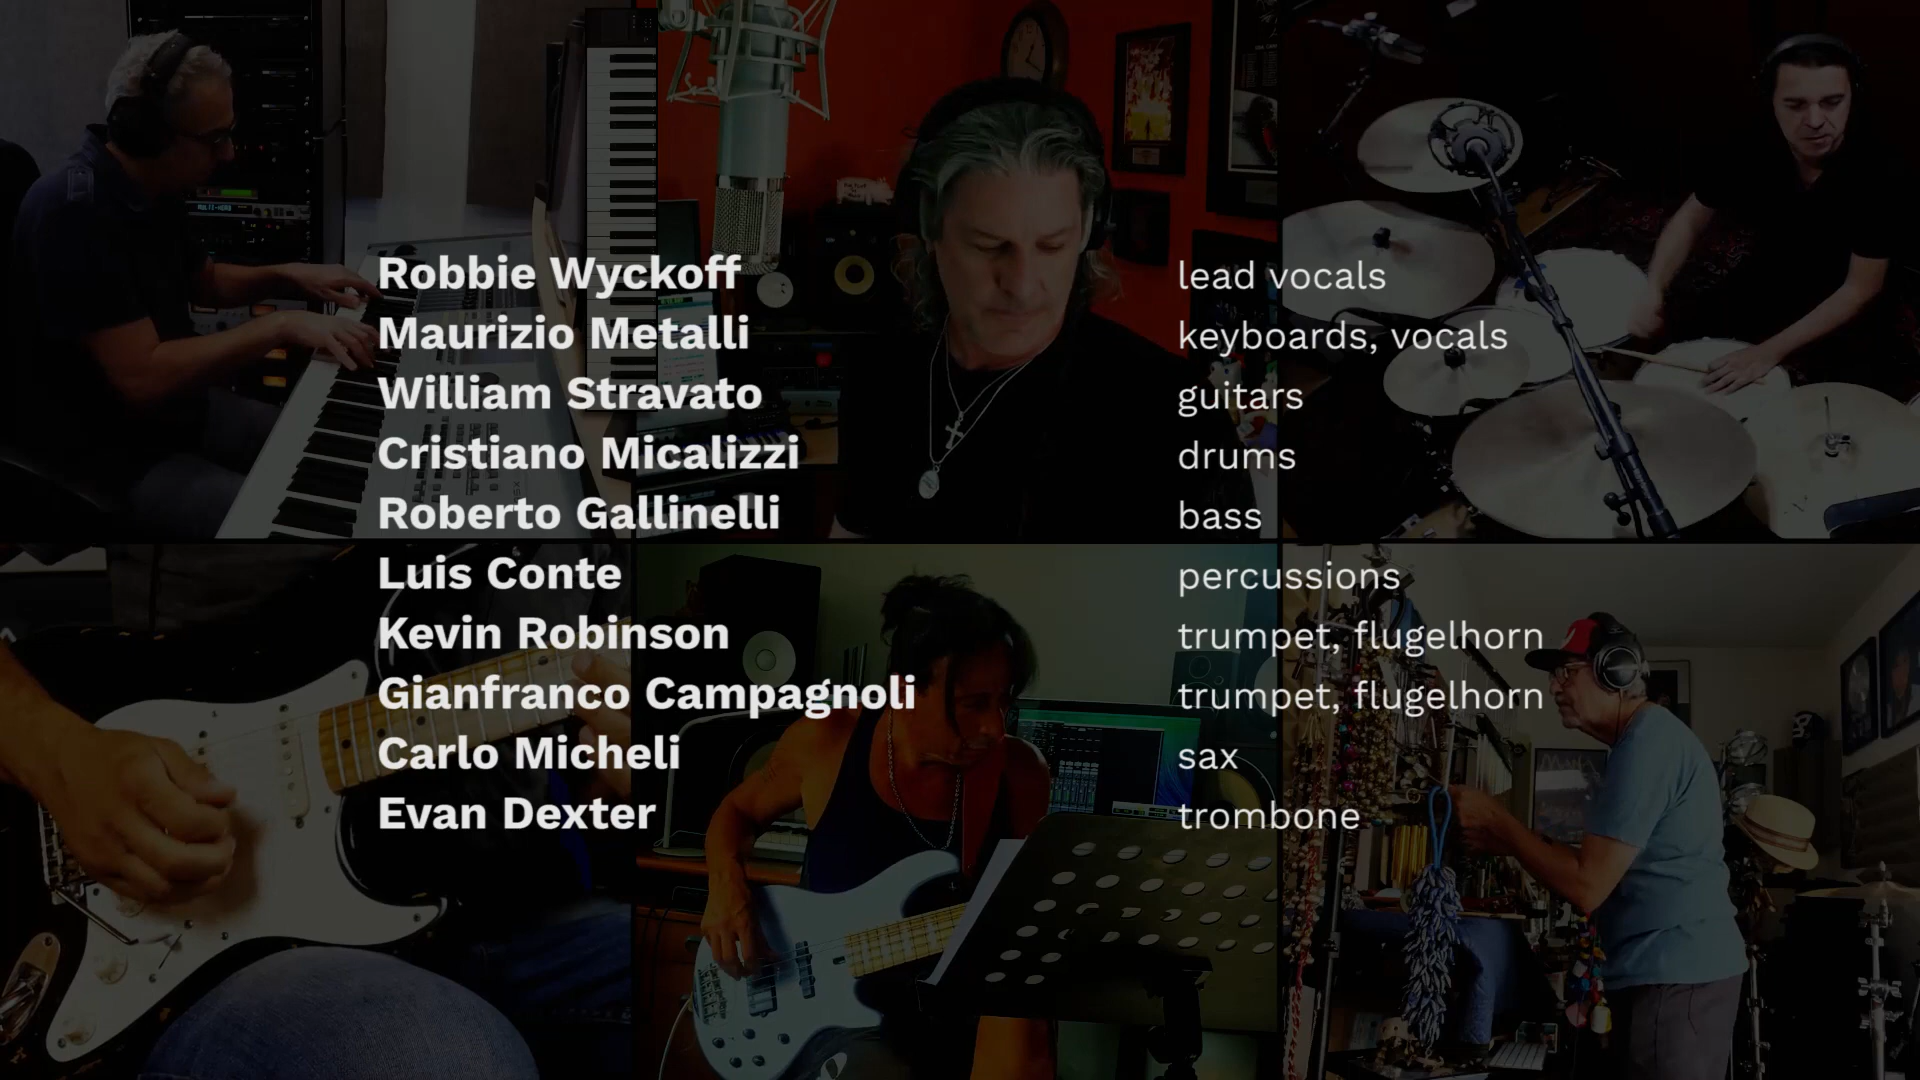 Robbie Wyckoff lead vocals
Maurizio Metalli keyboards, vocals
William Stravato guitars
Cristiano Micalizzi drums
Roberto Gallinelli bass
Luis Conte percussions
Kevin Robinson trumpet, flugelhorn
Gianfranco Campagnoli trumpet, flugelhorn
Carlo Micheli sax
Evan Dexter trombone